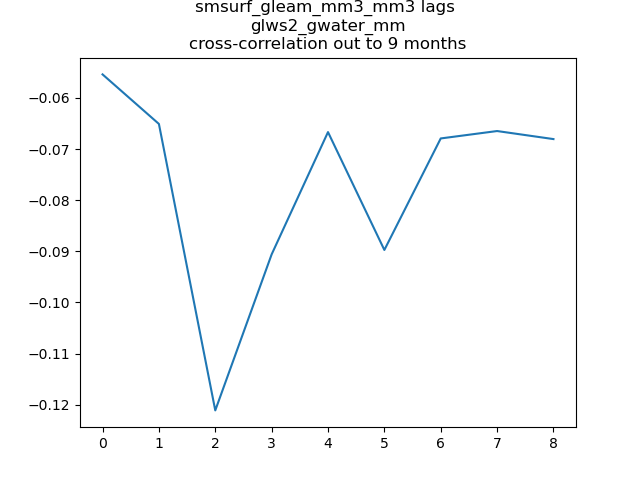 smsurf_gleam_mm3_mm3 lags
glws2_gwater_mm
cross-correlation out to 9 months
−0.06
−0.07
−0.08
−0.09
−0.10
−0.11
−0.12
0 1 2 3 4 5 6 7 8